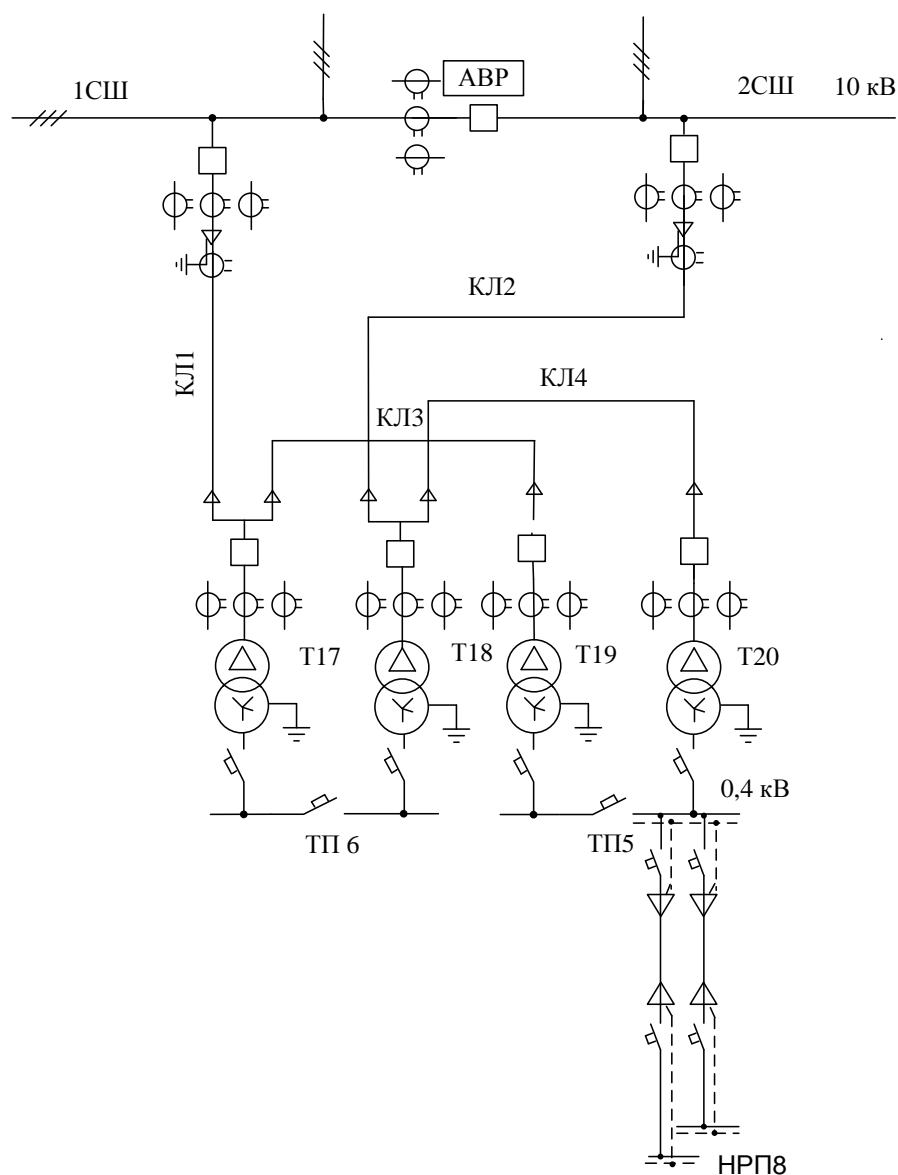 АВР
1СШ
2СШ
10 кВ
КЛ2
КЛ1
КЛ4
КЛ3
Т17
Т18
Т19
Т20
0,4 кВ
ТП 6
ТП5
НРП8